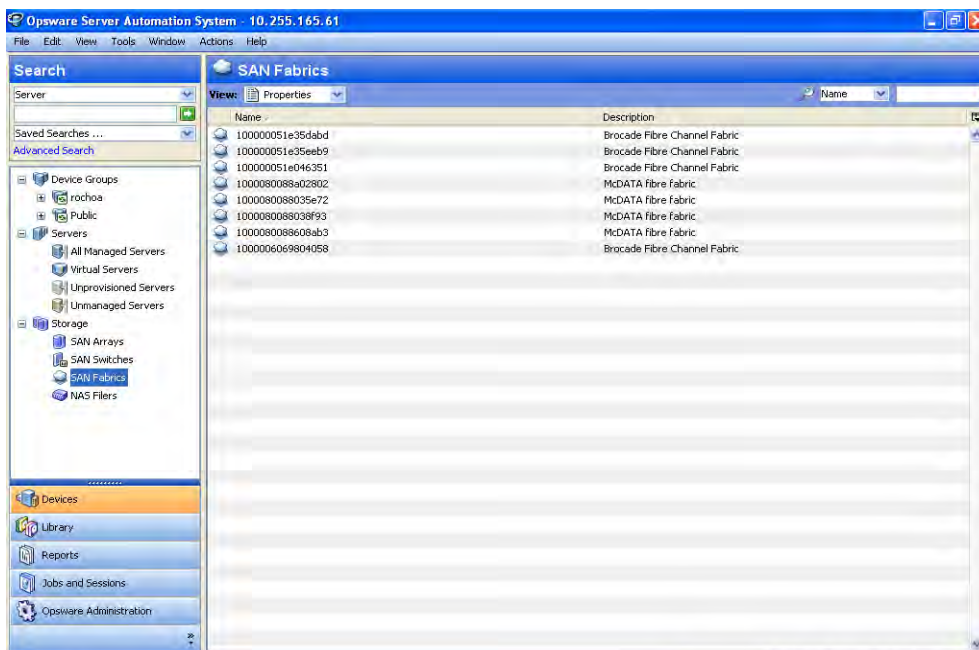 Opsware Server Automation System - 10.255.165.61
File Edit View Tools Window Actions Help
Search
Server
Saved Searches ...
Advanced Search
Device Groups
rochoa
Public
Servers
All Managed Servers
Virtual Servers
Unprovisioned Servers
Unmanaged Servers
Storage
SAN Arrays
SAN Switches
SAN Fabrics
NAS Filers
Devices
Library
Reports
Jobs and Sessions
Opsware Administration
SAN Fabrics
View: Properties Name
Name Description
100000051e35dabd Brocade Fibre Channel Fabric
100000051e35eeb9 Brocade Fibre Channel Fabric
100000051e046351 Brocade Fibre Channel Fabric
1000080088a02802 McDATA fibre fabric
1000080088035e72 McDATA fibre fabric
1000080088038f93 McDATA fibre fabric
1000080088608ab3 McDATA fibre fabric
1000006069804058 Brocade Fibre Channel Fabric